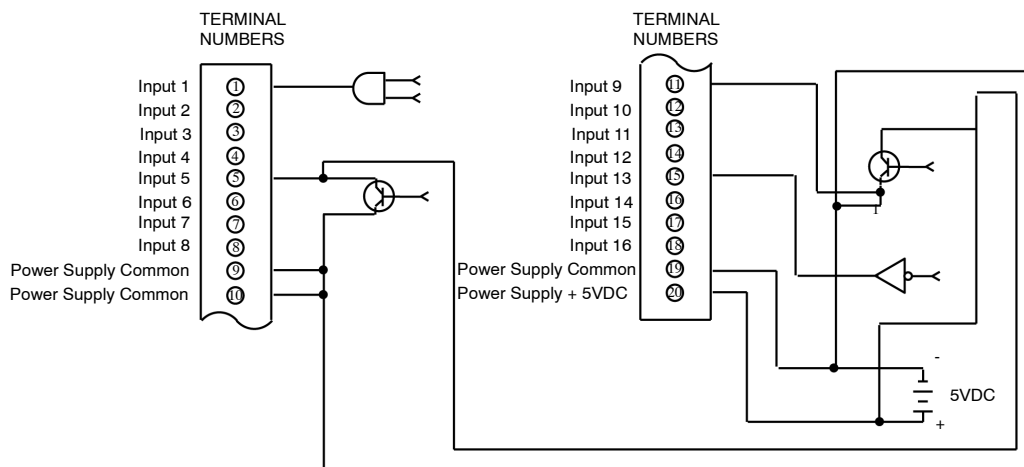 TERMINAL
NUMBERS
Input 1 1
Input 2 2
Input 3 3
Input 4 4
Input 5 5
Input 6 6
Input 7 7
Input 8 8
Power Supply Common 9
Power Supply Common 10
TERMINAL
NUMBERS
Input 9 11
Input 10 12
Input 11 13
Input 12 14
Input 13 15
Input 14 16
Input 15 17
Input 16 18
Power Supply Common 19
Power Supply + 5VDC 20
-
5VDC
+